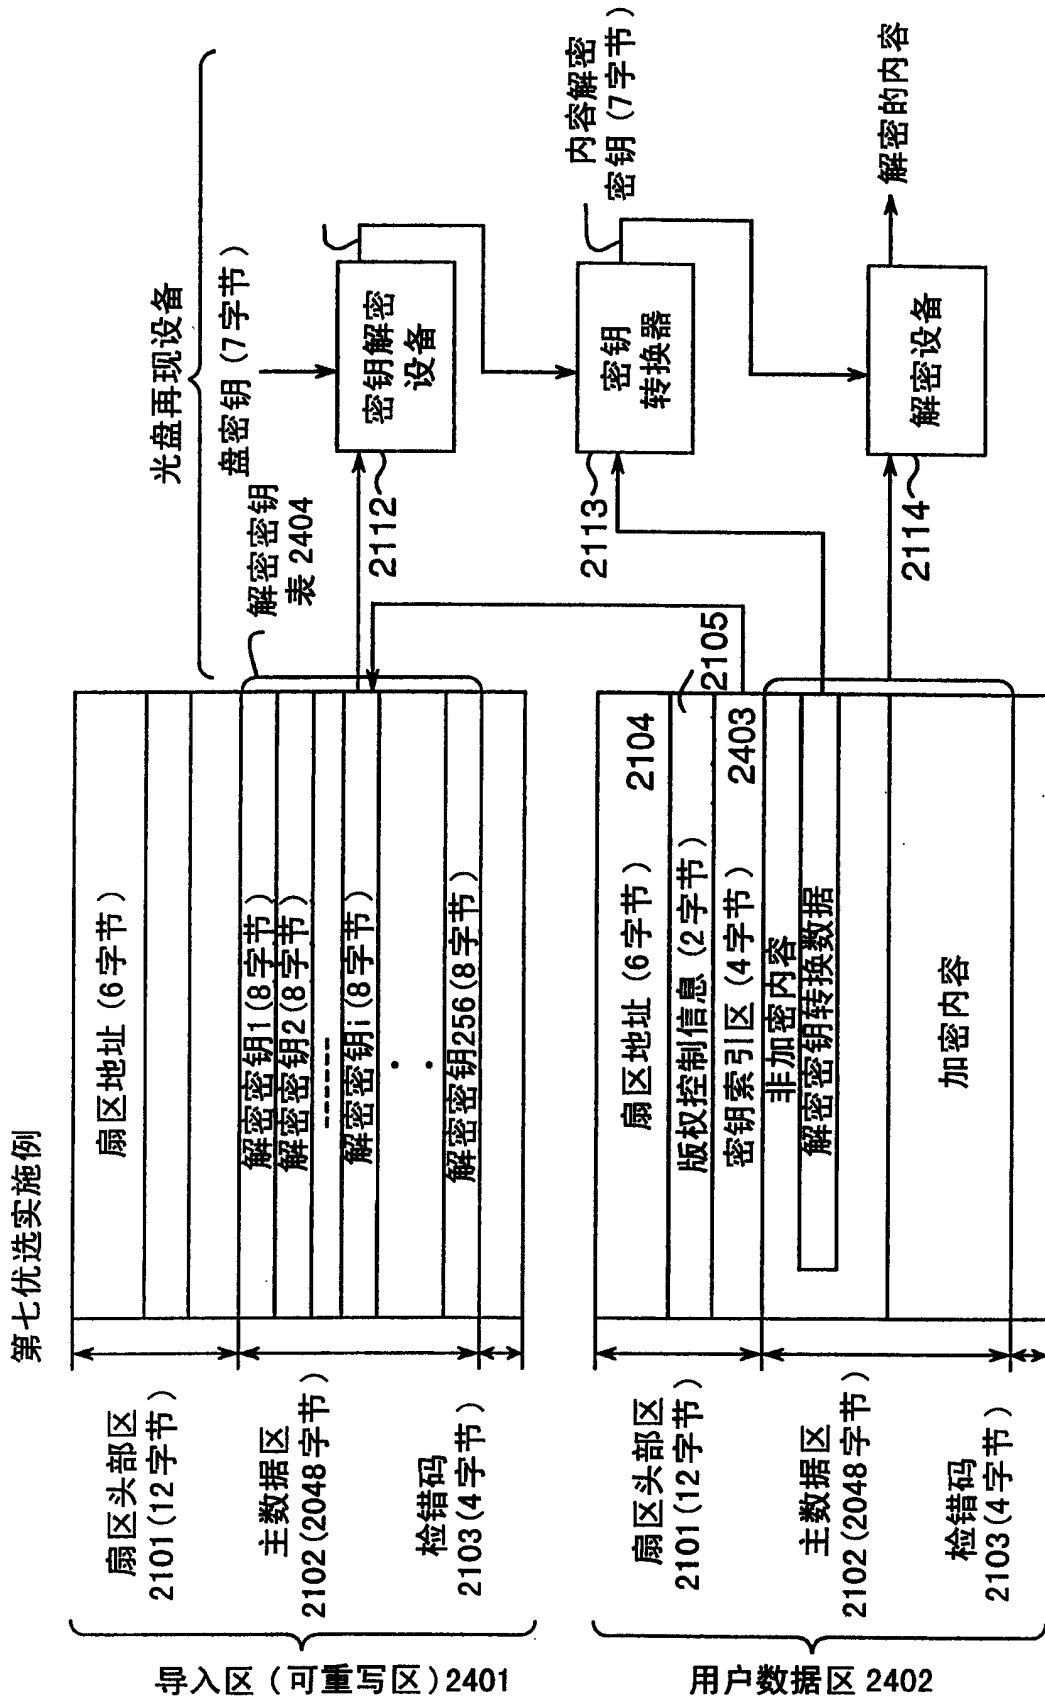 第七优选实施例
光盘再现设备
导入区（可重写区）2401
扇区头部区
2101(12字节)
主数据区
2102(2048字节)
检错码
2103(4字节)
扇区地址(6字节)
解密密钥1(8字节)
解密密钥2(8字节)
------
解密密钥i(8字节)
· ·
解密密钥256(8字节)
解密密钥
表 2404
盘密钥(7字节)
密钥解密
设备
2112
内容解密
密钥(7字节)
密钥
转换器
2113
解密设备
2114
解密的内容
用户数据区 2402
扇区头部区
2101(12字节)
主数据区
2102(2048字节)
检错码
2103(4字节)
扇区地址(6字节) 2104
版权控制信息(2字节)
2105
密钥索引区(4字节) 2403
非加密内容
解密密钥转换数据
加密内容